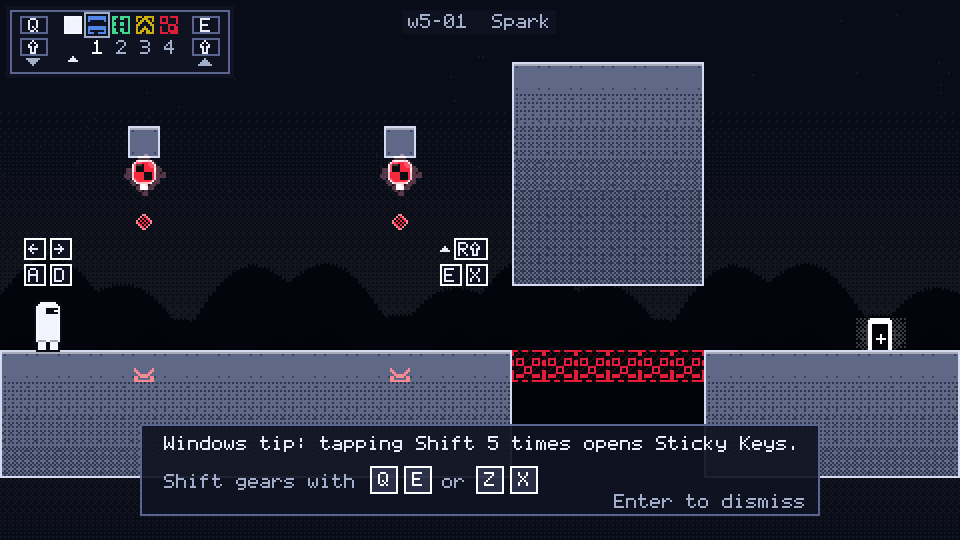 w5-01 Spark
Q E
1 2 3 4
← → R⇧
A D E X
Windows tip: tapping Shift 5 times opens Sticky Keys.
Shift gears with Q E or Z X
Enter to dismiss